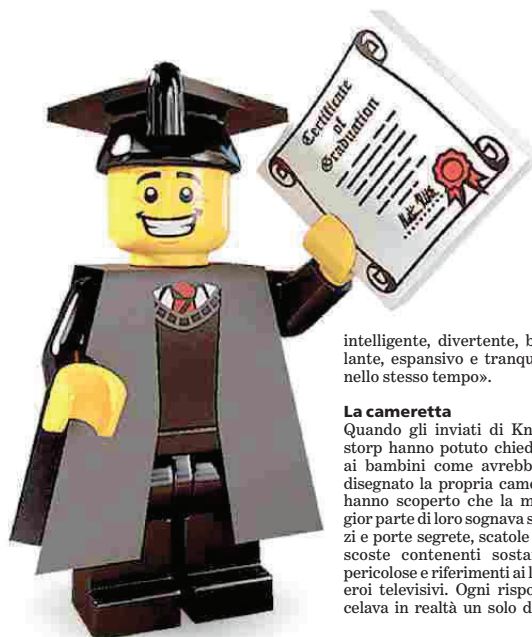 Certificate
of
Graduation
intelligente, divertente, b
lante, espansivo e tranqu
nello stesso tempo».
La cameretta
Quando gli inviati di Kn
storp hanno potuto chied
ai bambini come avrebb
disegnato la propria came
hanno scoperto che la m
gior parte di loro sognava s
zi e porte segrete, scatole
scoste contenenti sosta
pericolose e riferimenti ai l
eroi televisivi. Ogni rispo
celava in realtà un solo d